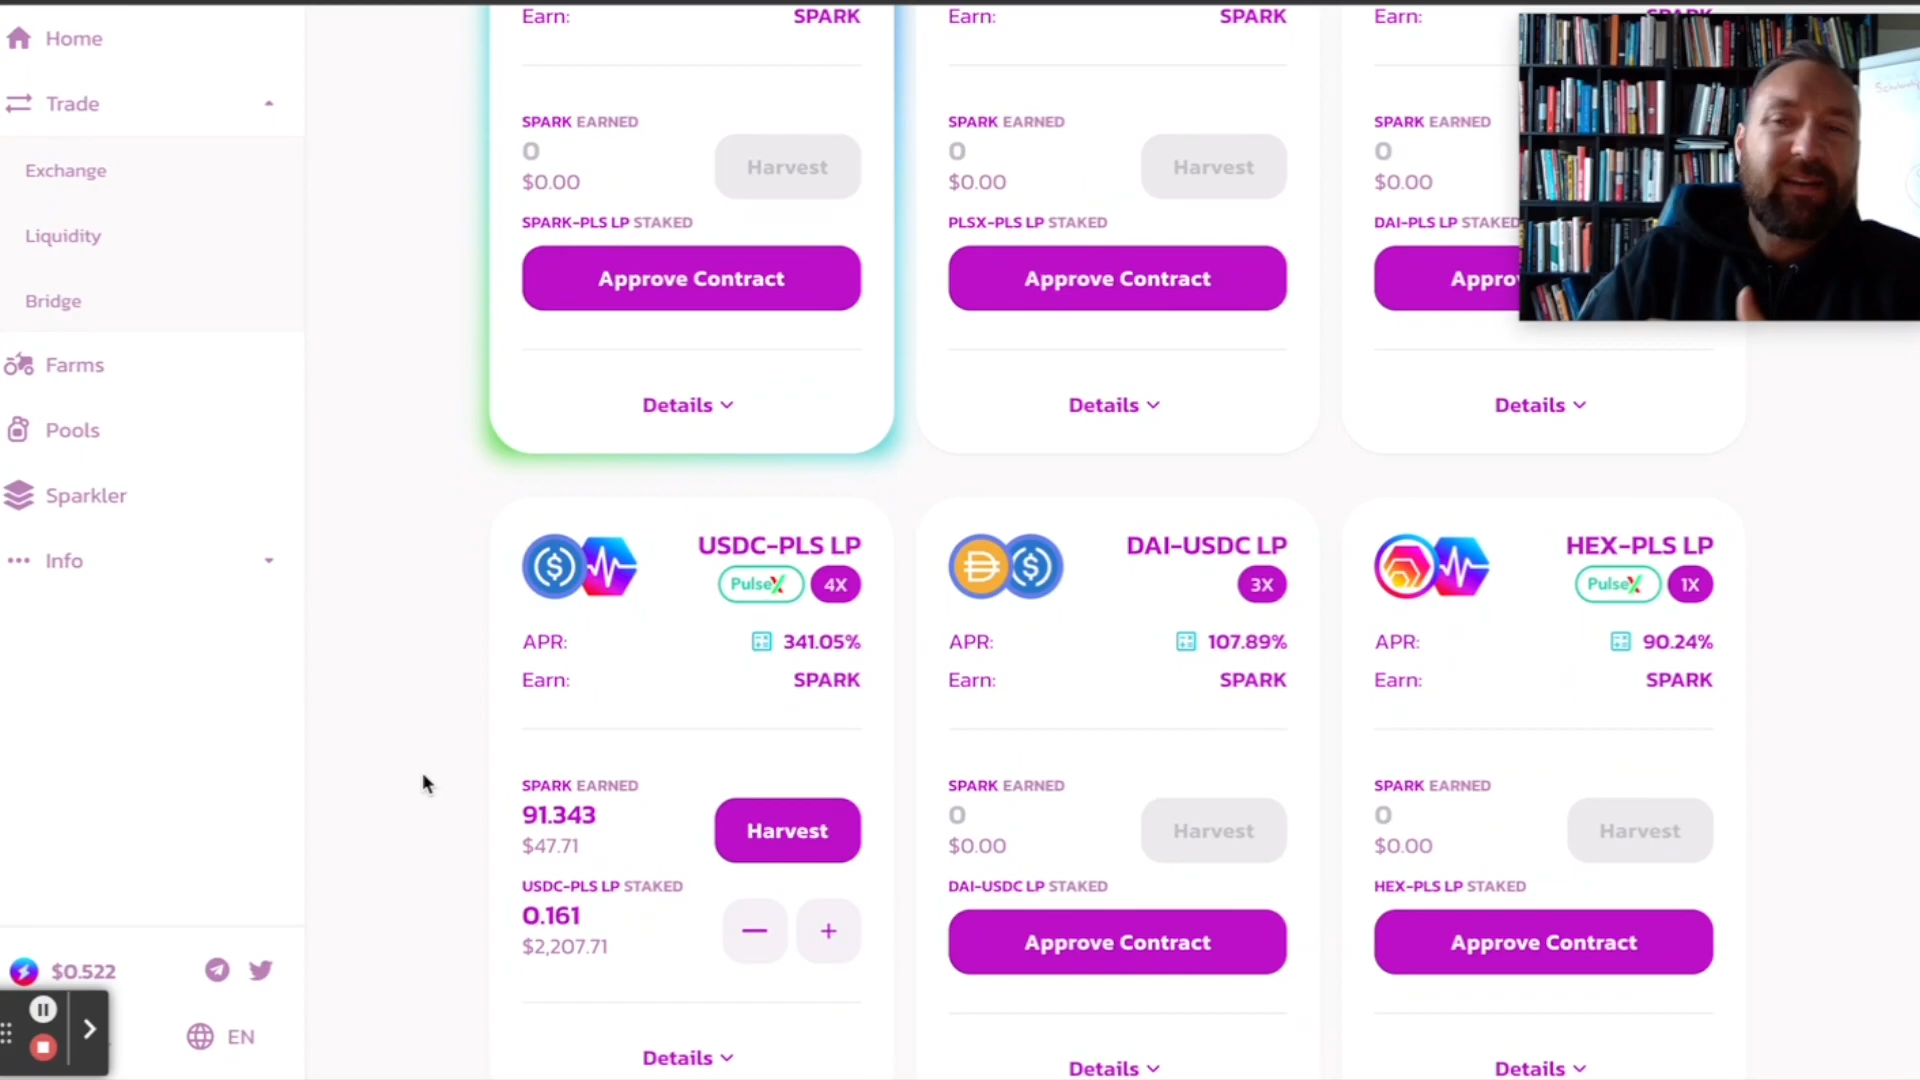 Home
Trade
Exchange
Liquidity
Bridge
Farms
Pools
Sparkler
Info
$0.522
EN
Earn: SPARK
SPARK EARNED
0
$0.00
Harvest
SPARK-PLS LP STAKED
Approve Contract
Details
Earn: SPARK
SPARK EARNED
0
$0.00
Harvest
PLSX-PLS LP STAKED
Approve Contract
Details
Earn: SPARK
SPARK EARNED
0
$0.00
DAI-PLS LP STAKED
Appro
Details
USDC-PLS LP
PulseX 4X
APR: 341.05%
Earn: SPARK
SPARK EARNED
91.343
$47.71
Harvest
USDC-PLS LP STAKED
0.161
$2,207.71
Details
DAI-USDC LP
3X
APR: 107.89%
Earn: SPARK
SPARK EARNED
0
$0.00
Harvest
DAI-USDC LP STAKED
Approve Contract
Details
HEX-PLS LP
PulseX 1X
APR: 90.24%
Earn: SPARK
SPARK EARNED
0
$0.00
Harvest
HEX-PLS LP STAKED
Approve Contract
Details